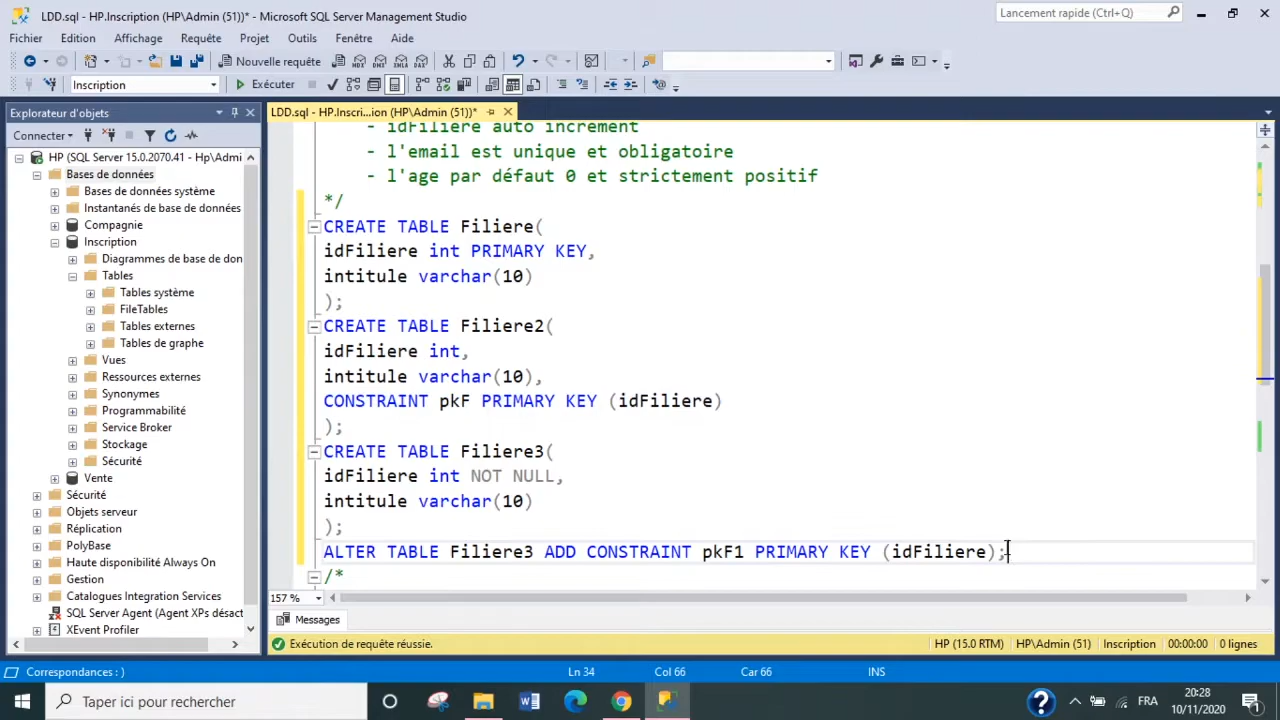 LDD.sql - HP.Inscription (HP\Admin (51))* - Microsoft SQL Server Management Studio
Lancement rapide (Ctrl+Q)
Fichier Edition Affichage Requête Projet Outils Fenêtre Aide
Nouvelle requête
Inscription Exécuter
Explorateur d'objets
LDD.sql - HP.Inscri...ion (HP\Admin (51))*
Connecter
HP (SQL Server 15.0.2070.41 - Hp\Admi
Bases de données
Bases de données système
Instantanés de base de données
Compagnie
Inscription
Diagrammes de base de don
Tables
Tables système
FileTables
Tables externes
Tables de graphe
Vues
Ressources externes
Synonymes
Programmabilité
Service Broker
Stockage
Sécurité
Vente
Sécurité
Objets serveur
Réplication
PolyBase
Haute disponibilité Always On
Gestion
Catalogues Integration Services
SQL Server Agent (Agent XPs désact
XEvent Profiler
- idFiliere auto increment
- l'email est unique et obligatoire
- l'age par défaut 0 et strictement positif
*/
CREATE TABLE Filiere(
idFiliere int PRIMARY KEY,
intitule varchar(10)
);
CREATE TABLE Filiere2(
idFiliere int,
intitule varchar(10),
CONSTRAINT pkF PRIMARY KEY (idFiliere)
);
CREATE TABLE Filiere3(
idFiliere int NOT NULL,
intitule varchar(10)
);
ALTER TABLE Filiere3 ADD CONSTRAINT pkF1 PRIMARY KEY (idFiliere);
/*
157 %
Messages
Exécution de requête réussie.
HP (15.0 RTM) HP\Admin (51) Inscription 00:00:00 0 lignes
Correspondances : ) Ln 34 Col 66 Car 66 INS
Taper ici pour rechercher
FRA
20:28
10/11/2020
1